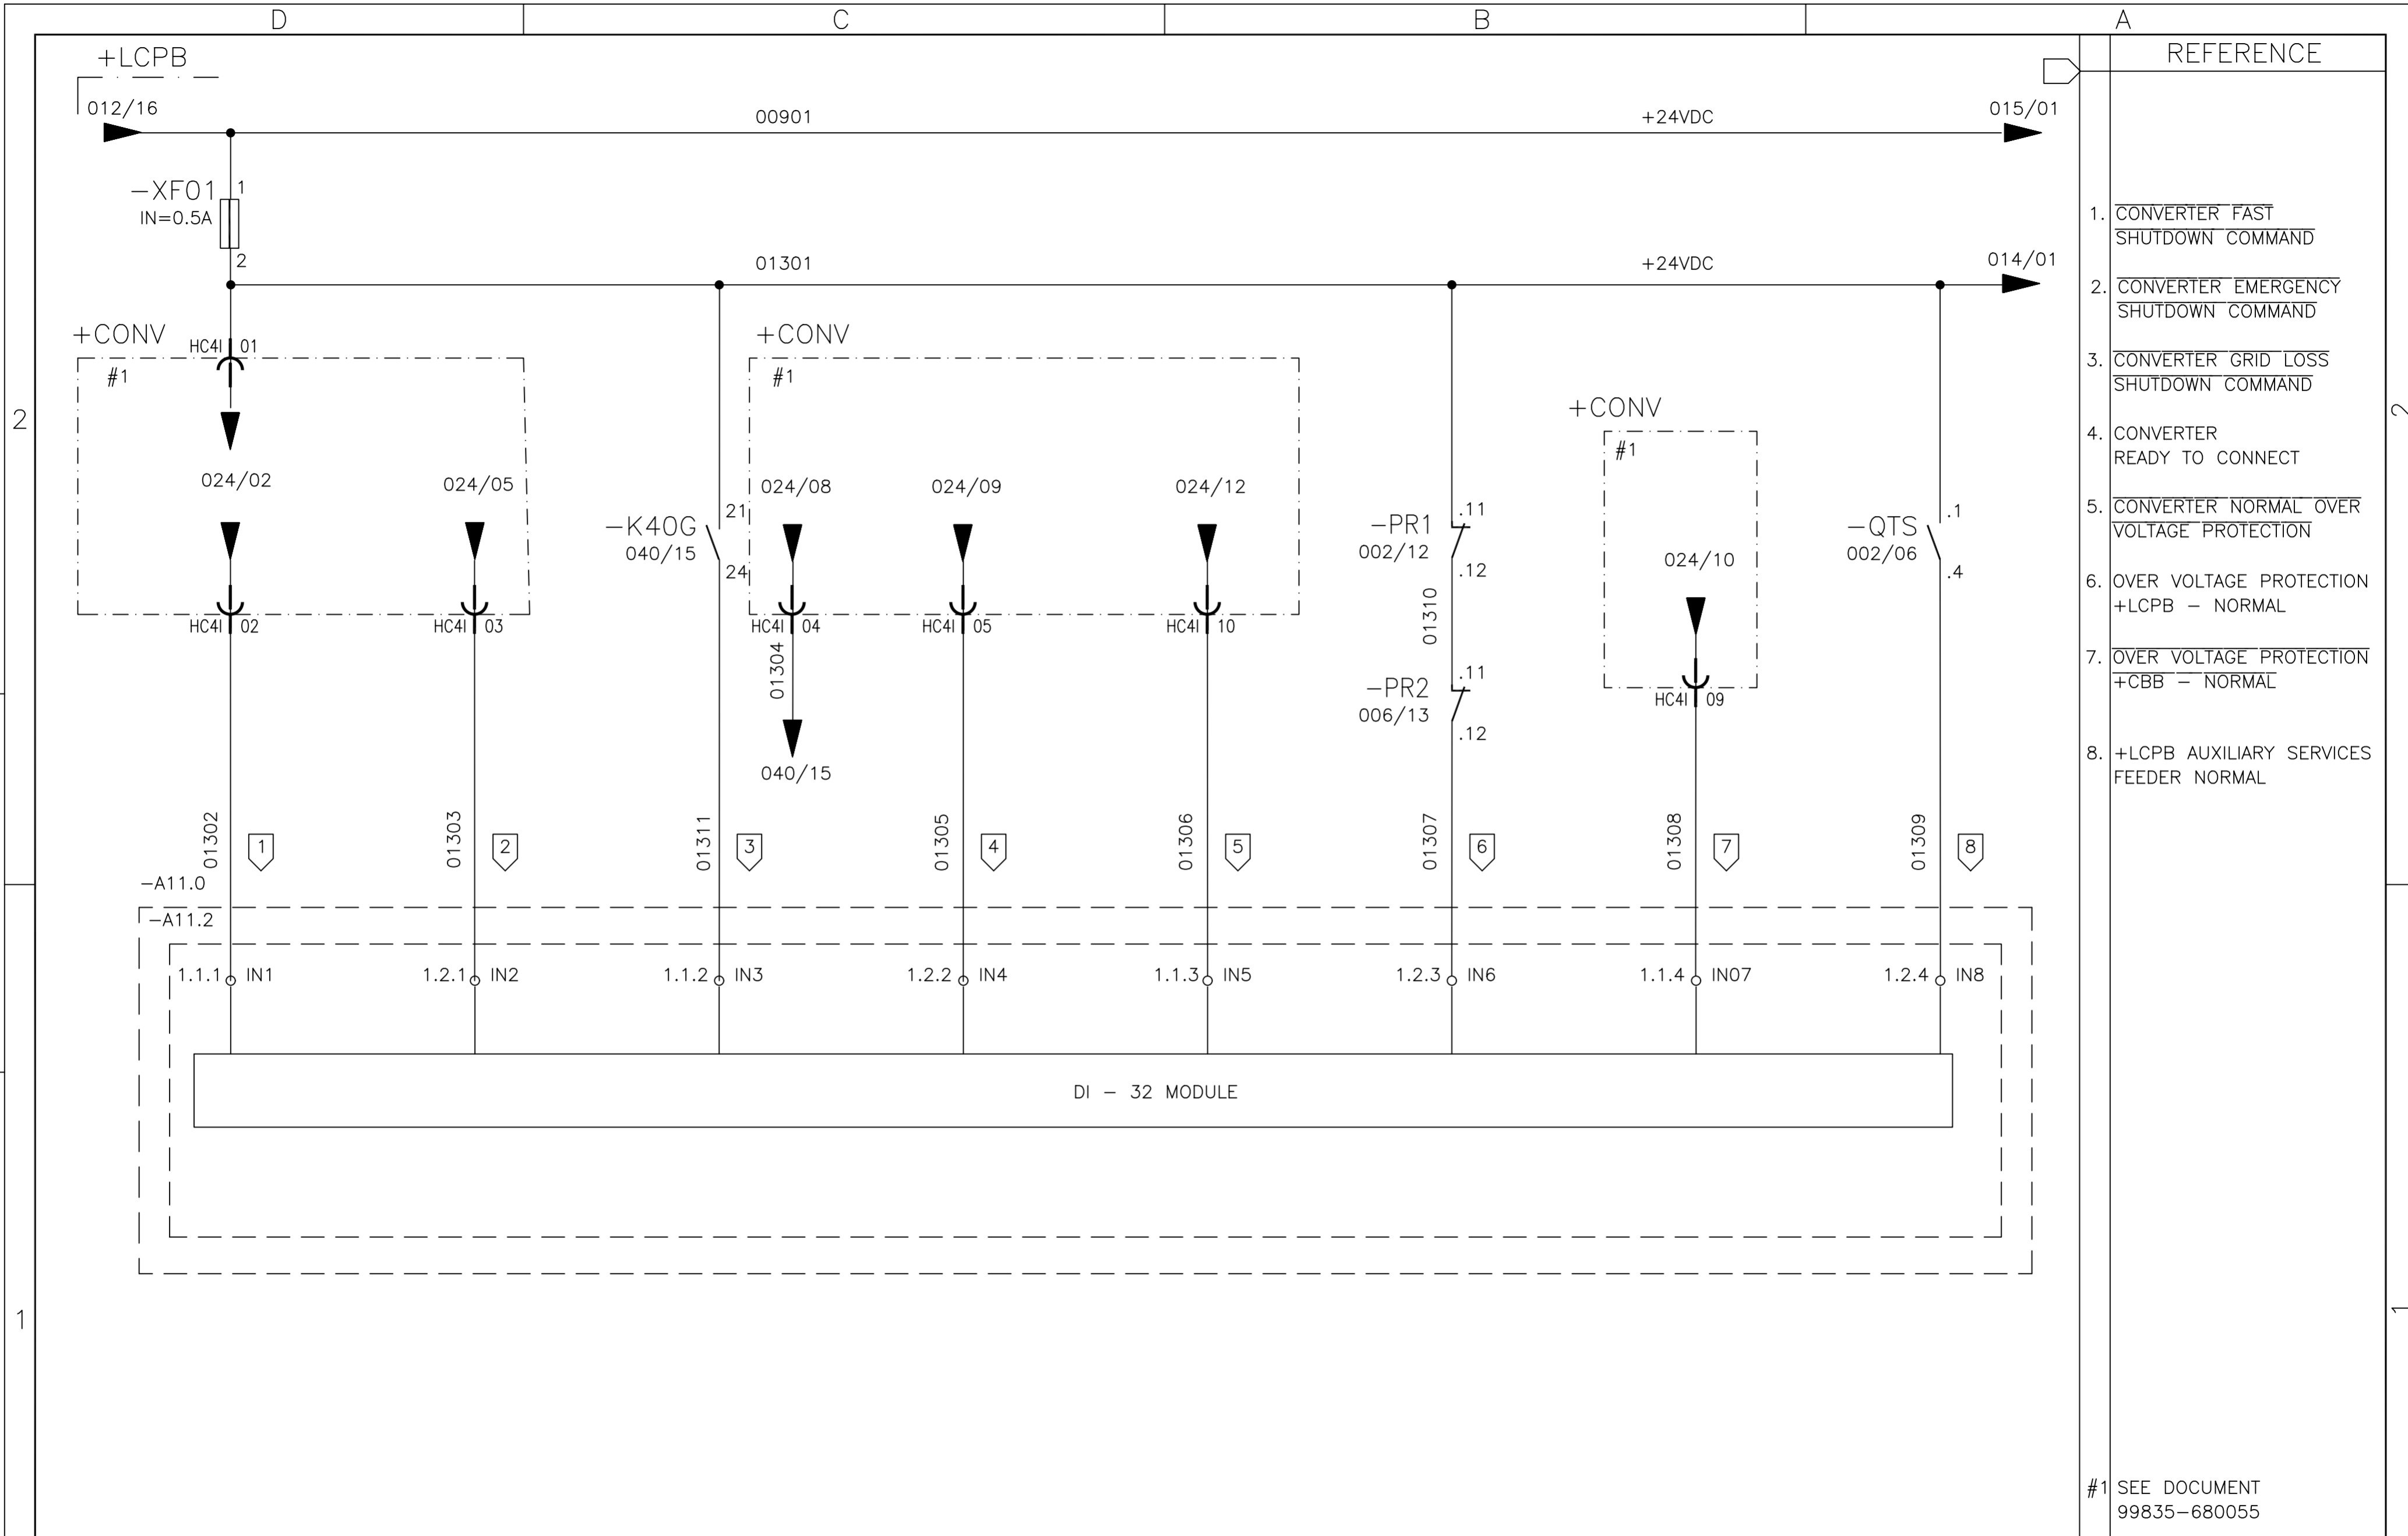 D C B A
+LCPB
REFERENCE
012/16 00901 +24VDC 015/01
-XF01 1
IN=0.5A
2
01301 +24VDC 014/01
1. CONVERTER FAST
SHUTDOWN COMMAND
2. CONVERTER EMERGENCY
SHUTDOWN COMMAND
3. CONVERTER GRID LOSS
SHUTDOWN COMMAND
4. CONVERTER
READY TO CONNECT
5. CONVERTER NORMAL OVER
VOLTAGE PROTECTION
6. OVER VOLTAGE PROTECTION
+LCPB - NORMAL
7. OVER VOLTAGE PROTECTION
+CBB - NORMAL
8. +LCPB AUXILIARY SERVICES
FEEDER NORMAL
+CONV HC4I 01 +CONV
#1 #1
+CONV
#1
2 2
024/02 024/05 024/08 024/09 024/12
-K40G 21
040/15
24
-PR1 .11
002/12
.12
024/10
-QTS .1
002/06
.4
HC4I 02 HC4I 03 HC4I 04 HC4I 05 HC4I 10
01304 01310
-PR2 .11
006/13
.12
HC4I 09
040/15
01302 1 01303 2 01311 3 01305 4 01306 5 01307 6 01308 7 01309 8
-A11.0
-A11.2
1.1.1 IN1 1.2.1 IN2 1.1.2 IN3 1.2.2 IN4 1.1.3 IN5 1.2.3 IN6 1.1.4 IN07 1.2.4 IN8
DI - 32 MODULE
1 1
#1 SEE DOCUMENT
99835-680055